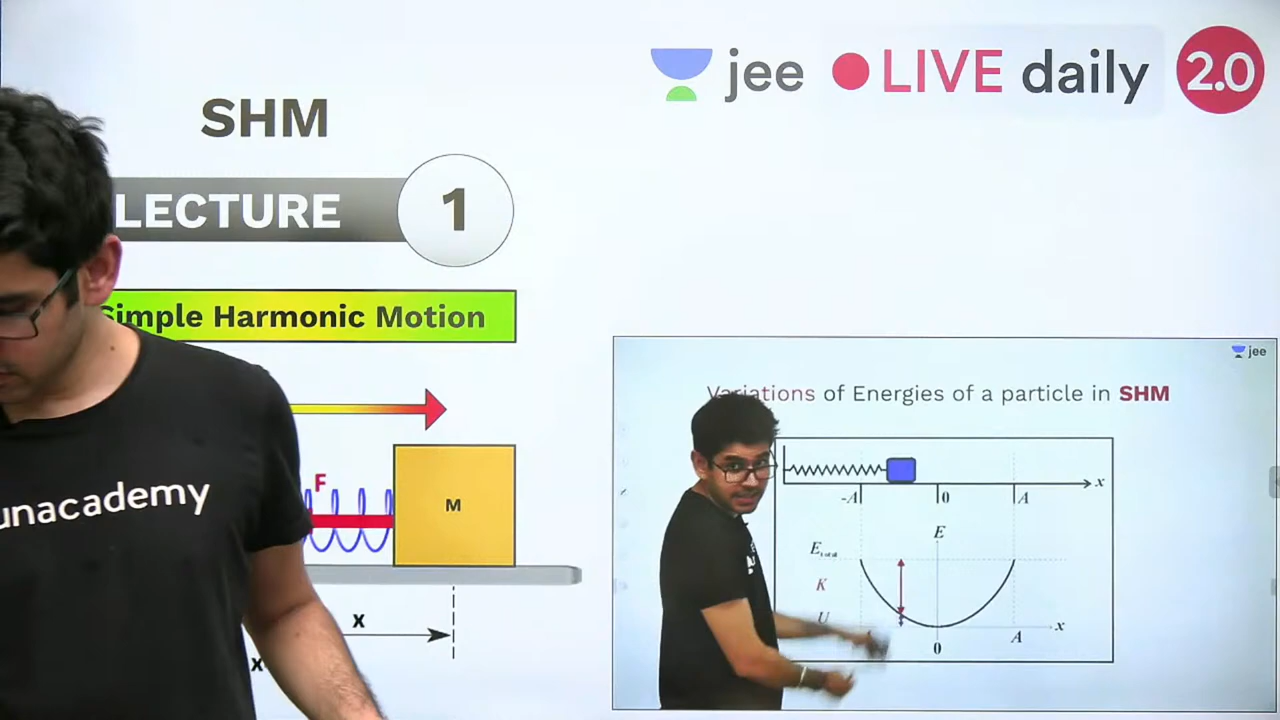 jee LIVE daily 2.0
SHM
LECTURE 1
Simple Harmonic Motion
unacademy
F
M
x
x
jee
Variations of Energies of a particle in SHM
x
-A 0 A
E
E total
K
U
x
A
0